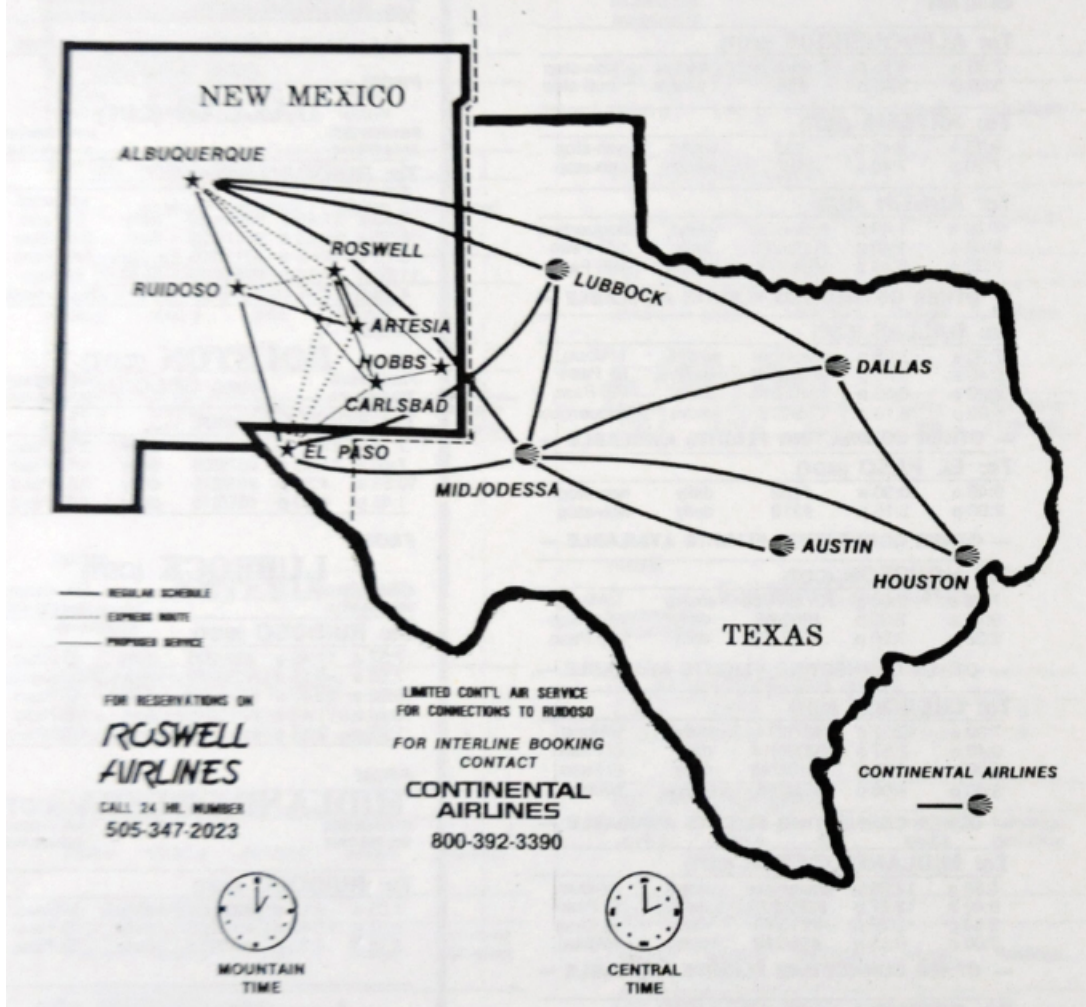 NEW MEXICO
ALBUQUERQUE
ROSWELL
RUIDOSO
LUBBOCK
ARTESIA
HOBBS
DALLAS
CARLSBAD
EL PASO
MID./ODESSA
AUSTIN
HOUSTON
REGULAR SCHEDULE
EXPRESS ROUTE
PROPOSED SERVICE
TEXAS
FOR RESERVATIONS ON
ROSWELL
AIRLINES
CALL 24 HR. NUMBER
505-347-2023
LIMITED CONT'L AIR SERVICE
FOR CONNECTIONS TO RUIDOSO
FOR INTERLINE BOOKING
CONTACT
CONTINENTAL
AIRLINES
800-392-3390
CONTINENTAL AIRLINES
MOUNTAIN
TIME
CENTRAL
TIME